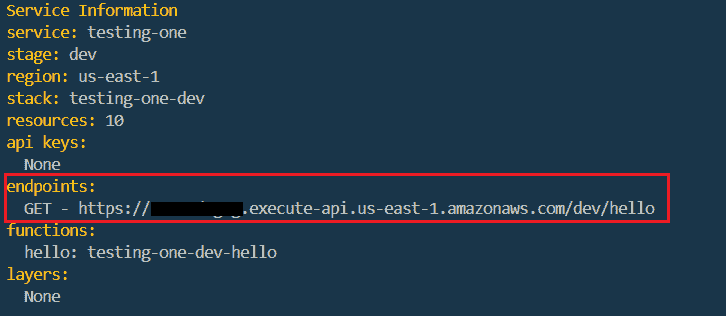 Service Information
service: testing-one
stage: dev
region: us-east-1
stack: testing-one-dev
resources: 10
api keys:
None
endpoints:
GET - https://.execute-api.us-east-1.amazonaws.com/dev/hello
functions:
hello: testing-one-dev-hello
layers:
None